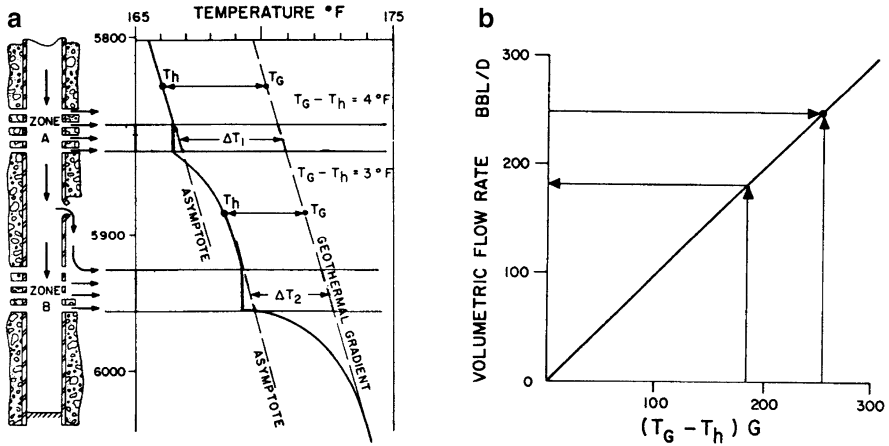 a
TEMPERATURE °F
165
175
5800
5900
6000
ZONE
A
ZONE
B
Th
TG
TG – Th = 4°F
ΔT1
TG – Th = 3°F
Th
TG
ASYMPTOTE
GEOTHERMAL GRADIENT
ΔT2
ASYMPTOTE
b
VOLUMETRIC FLOW RATE BBL/D
300
200
100
0
100
200
300
(TG – Th) G